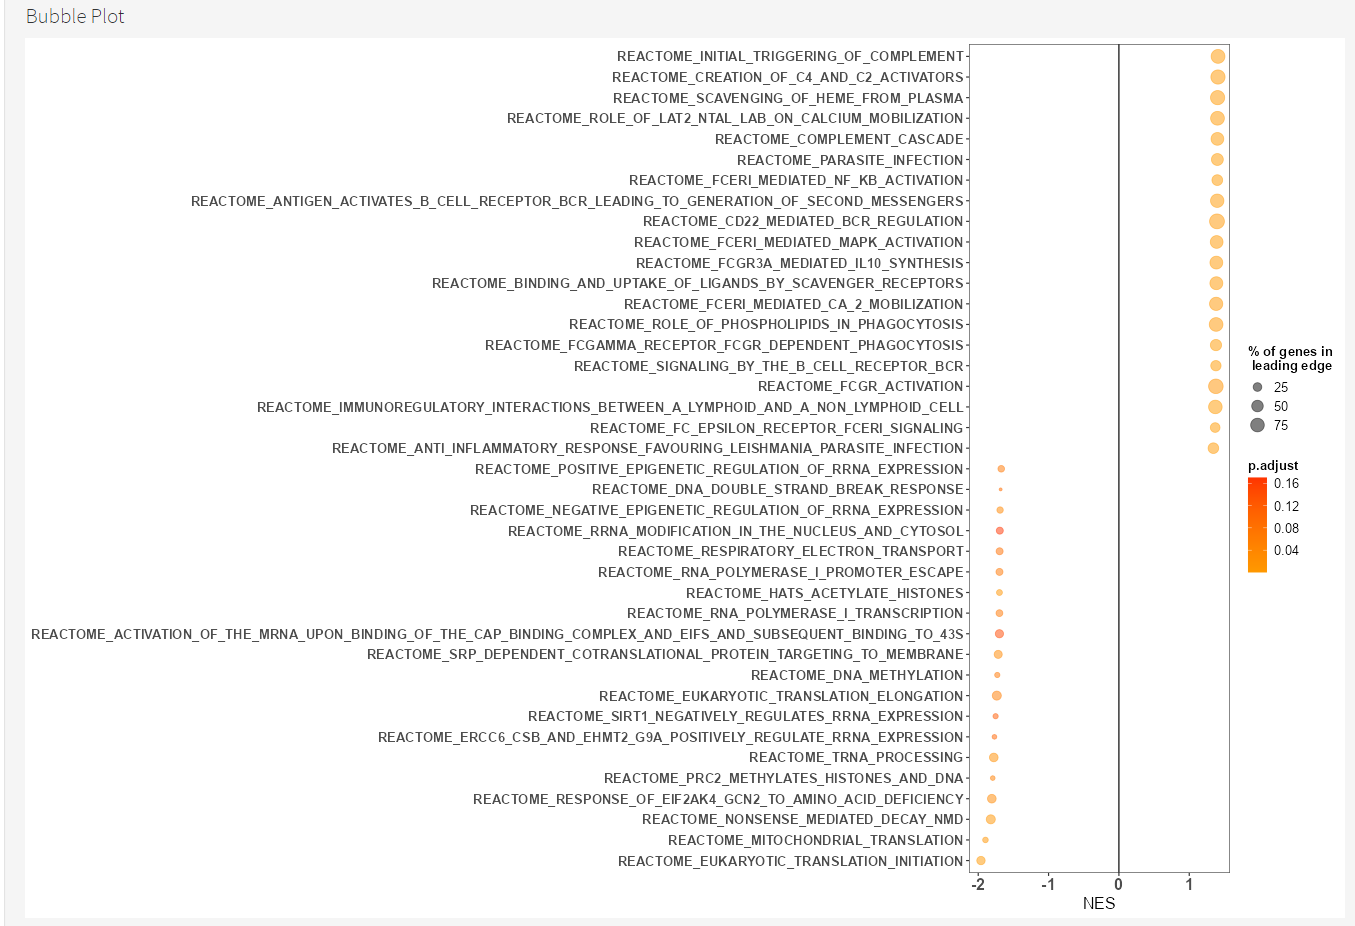 Bubble Plot
REACTOME_INITIAL_TRIGGERING_OF_COMPLEMENT
REACTOME_CREATION_OF_C4_AND_C2_ACTIVATORS
REACTOME_SCAVENGING_OF_HEME_FROM_PLASMA
REACTOME_ROLE_OF_LAT2_NTAL_LAB_ON_CALCIUM_MOBILIZATION
REACTOME_COMPLEMENT_CASCADE
REACTOME_PARASITE_INFECTION
REACTOME_FCERI_MEDIATED_NF_KB_ACTIVATION
REACTOME_ANTIGEN_ACTIVATES_B_CELL_RECEPTOR_BCR_LEADING_TO_GENERATION_OF_SECOND_MESSENGERS
REACTOME_CD22_MEDIATED_BCR_REGULATION
REACTOME_FCERI_MEDIATED_MAPK_ACTIVATION
REACTOME_FCGR3A_MEDIATED_IL10_SYNTHESIS
REACTOME_BINDING_AND_UPTAKE_OF_LIGANDS_BY_SCAVENGER_RECEPTORS
REACTOME_FCERI_MEDIATED_CA_2_MOBILIZATION
REACTOME_ROLE_OF_PHOSPHOLIPIDS_IN_PHAGOCYTOSIS
REACTOME_FCGAMMA_RECEPTOR_FCGR_DEPENDENT_PHAGOCYTOSIS
REACTOME_SIGNALING_BY_THE_B_CELL_RECEPTOR_BCR
REACTOME_FCGR_ACTIVATION
REACTOME_IMMUNOREGULATORY_INTERACTIONS_BETWEEN_A_LYMPHOID_AND_A_NON_LYMPHOID_CELL
REACTOME_FC_EPSILON_RECEPTOR_FCERI_SIGNALING
REACTOME_ANTI_INFLAMMATORY_RESPONSE_FAVOURING_LEISHMANIA_PARASITE_INFECTION
REACTOME_POSITIVE_EPIGENETIC_REGULATION_OF_RRNA_EXPRESSION
REACTOME_DNA_DOUBLE_STRAND_BREAK_RESPONSE
REACTOME_NEGATIVE_EPIGENETIC_REGULATION_OF_RRNA_EXPRESSION
REACTOME_RRNA_MODIFICATION_IN_THE_NUCLEUS_AND_CYTOSOL
REACTOME_RESPIRATORY_ELECTRON_TRANSPORT
REACTOME_RNA_POLYMERASE_I_PROMOTER_ESCAPE
REACTOME_HATS_ACETYLATE_HISTONES
REACTOME_RNA_POLYMERASE_I_TRANSCRIPTION
REACTOME_ACTIVATION_OF_THE_MRNA_UPON_BINDING_OF_THE_CAP_BINDING_COMPLEX_AND_EIFS_AND_SUBSEQUENT_BINDING_TO_43S
REACTOME_SRP_DEPENDENT_COTRANSLATIONAL_PROTEIN_TARGETING_TO_MEMBRANE
REACTOME_DNA_METHYLATION
REACTOME_EUKARYOTIC_TRANSLATION_ELONGATION
REACTOME_SIRT1_NEGATIVELY_REGULATES_RRNA_EXPRESSION
REACTOME_ERCC6_CSB_AND_EHMT2_G9A_POSITIVELY_REGULATE_RRNA_EXPRESSION
REACTOME_TRNA_PROCESSING
REACTOME_PRC2_METHYLATES_HISTONES_AND_DNA
REACTOME_RESPONSE_OF_EIF2AK4_GCN2_TO_AMINO_ACID_DEFICIENCY
REACTOME_NONSENSE_MEDIATED_DECAY_NMD
REACTOME_MITOCHONDRIAL_TRANSLATION
REACTOME_EUKARYOTIC_TRANSLATION_INITIATION
-2 -1 0 1
NES
% of genes in
leading edge
25
50
75
p.adjust
0.16
0.12
0.08
0.04